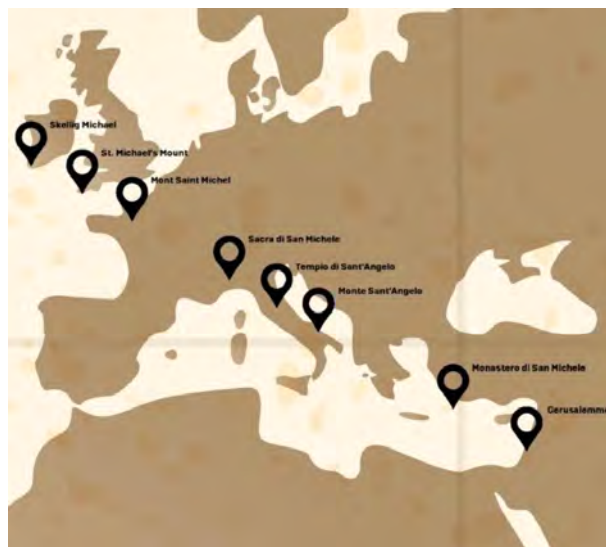 Skellig Michael
St. Michael's Mount
Mont Saint Michel
Sacra di San Michele
Tempio di Sant'Angelo
Monte Sant'Angelo
Monastero di San Michele
Gerusalemme